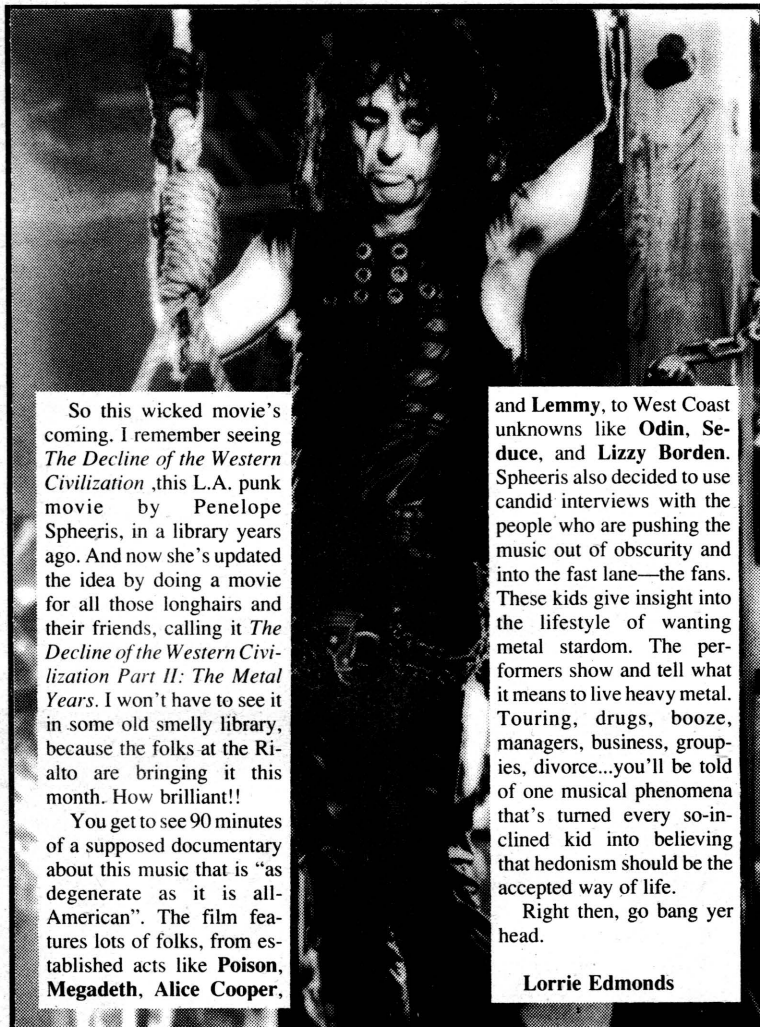 So this wicked movie's
coming. I remember seeing
The Decline of the Western
Civilization ,this L.A. punk
movie by Penelope
Spheeris, in a library years
ago. And now she's updated
the idea by doing a movie
for all those longhairs and
their friends, calling it The
Decline of the Western Civi-
lization Part II: The Metal
Years. I won't have to see it
in some old smelly library,
because the folks at the Ri-
alto are bringing it this
month. How brilliant!!
You get to see 90 minutes
of a supposed documentary
about this music that is “as
degenerate as it is all-
American”. The film fea-
tures lots of folks, from es-
tablished acts like Poison,
Megadeth, Alice Cooper,
and Lemmy, to West Coast
unknowns like Odin, Se-
duce, and Lizzy Borden.
Spheeris also decided to use
candid interviews with the
people who are pushing the
music out of obscurity and
into the fast lane—the fans.
These kids give insight into
the lifestyle of wanting
metal stardom. The per-
formers show and tell what
it means to live heavy metal.
Touring, drugs, booze,
managers, business, group-
ies, divorce...you'll be told
of one musical phenomena
that's turned every so-in-
clined kid into believing
that hedonism should be the
accepted way of life.
Right then, go bang yer
head.
Lorrie Edmonds